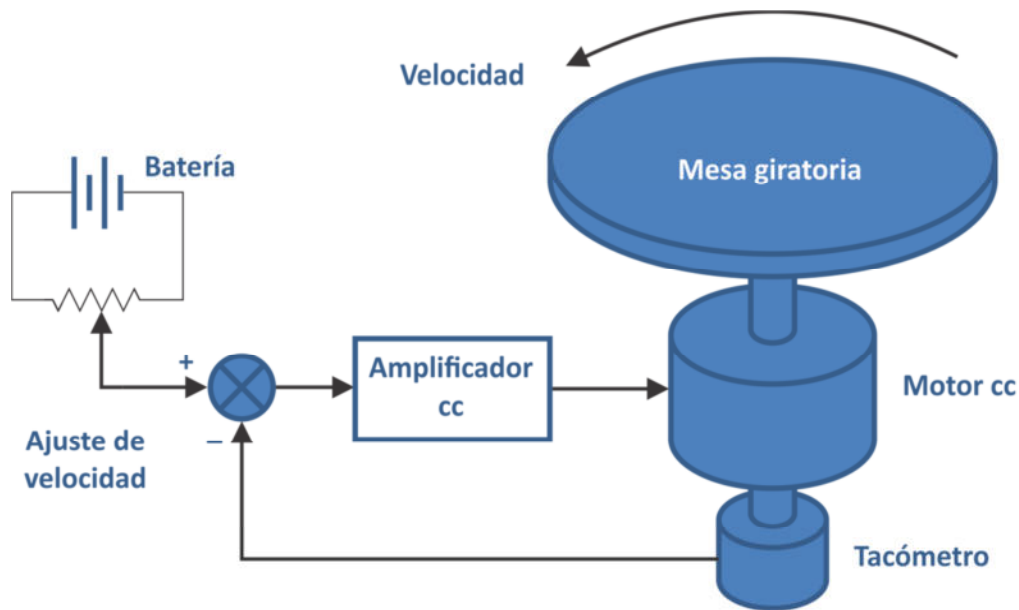 Velocidad
Batería
Mesa giratoria
+
Amplificador
cc
Motor cc
Ajuste de
velocidad
–
Tacómetro